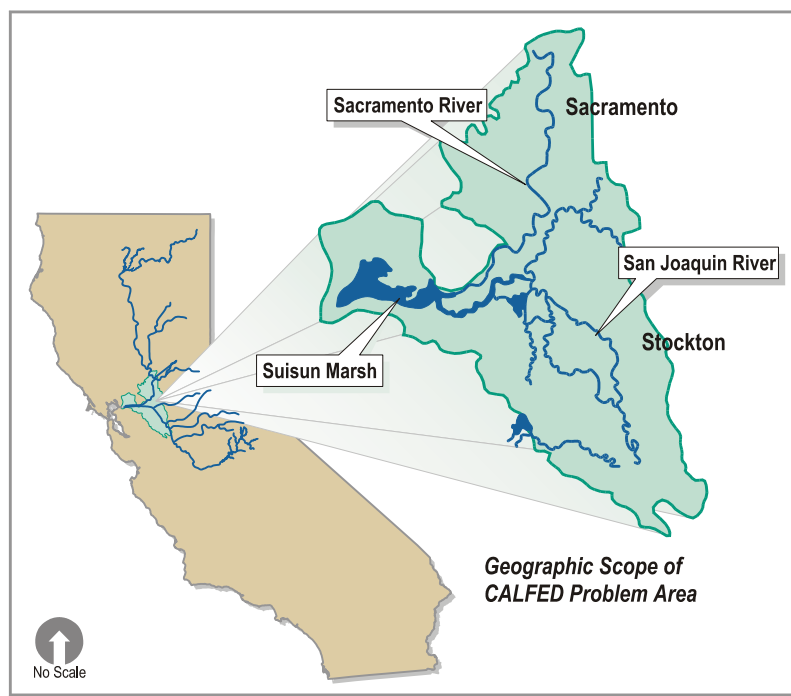 Sacramento River
Sacramento
San Joaquin River
Stockton
Suisun Marsh
Geographic Scope of
CALFED Problem Area
No Scale